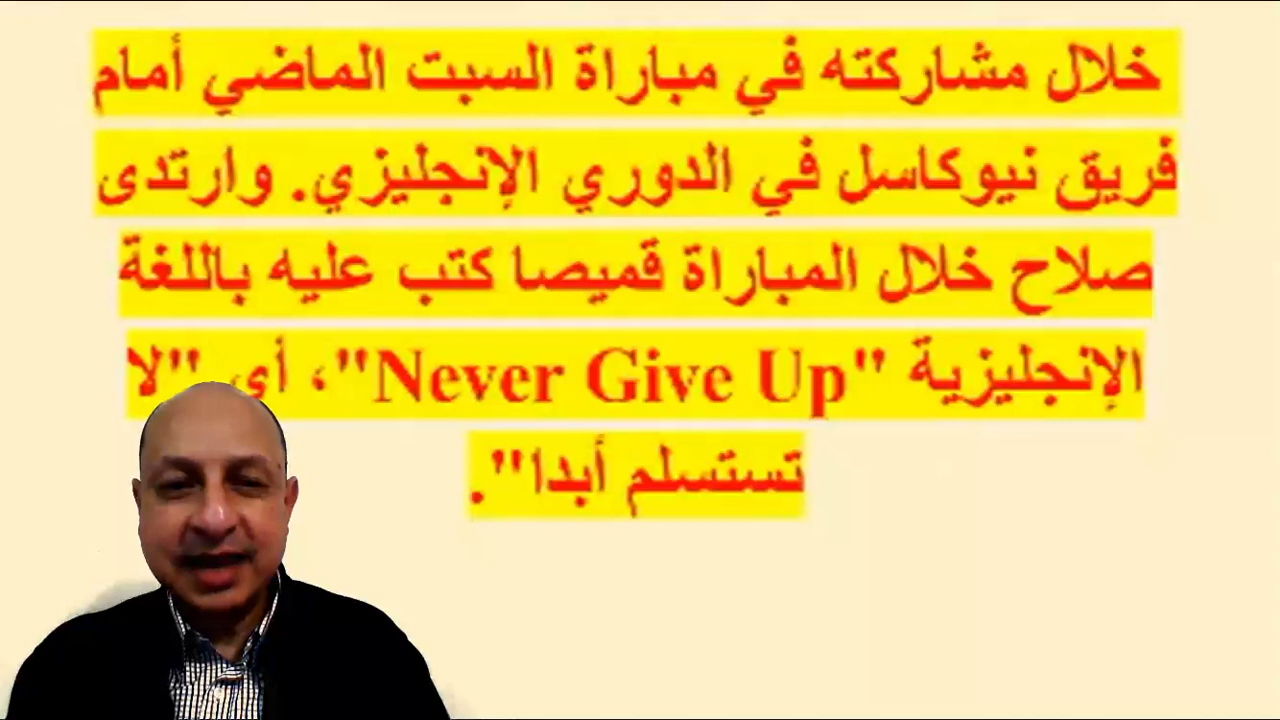 خلال مشاركته في مباراة السبت الماضي أمام
فريق نيوكاسل في الدوري الإنجليزي. وارتدى
صلاح خلال المباراة قميصا كتب عليه باللغة
الإنجليزية "Never Give Up"، أي "لا
تستسلم أبدا".